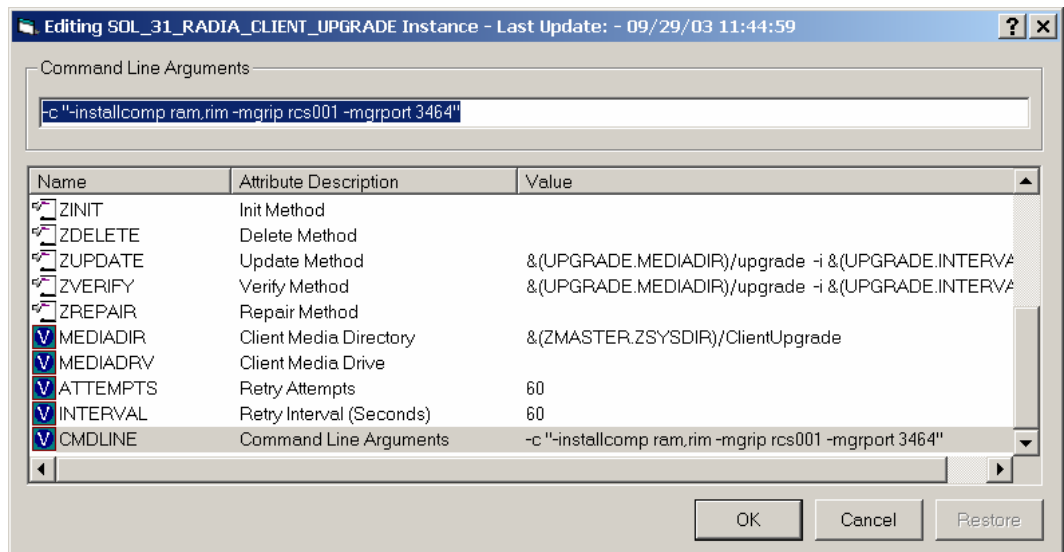 Editing SOL_31_RADIA_CLIENT_UPGRADE Instance - Last Update: - 09/29/03 11:44:59
Command Line Arguments
-c "-installcomp ram,rim -mgrip rcs001 -mgrport 3464"
Name Attribute Description Value
ZINIT Init Method
ZDELETE Delete Method
ZUPDATE Update Method &(UPGRADE.MEDIADIR)/upgrade -i &(UPGRADE.INTERVA
ZVERIFY Verify Method &(UPGRADE.MEDIADIR)/upgrade -i &(UPGRADE.INTERVA
ZREPAIR Repair Method
V MEDIADIR Client Media Directory &(ZMASTER.ZSYSDIR)/ClientUpgrade
V MEDIADRV Client Media Drive
V ATTEMPTS Retry Attempts 60
V INTERVAL Retry Interval (Seconds) 60
V CMDLINE Command Line Arguments -c "-installcomp ram,rim -mgrip rcs001 -mgrport 3464"
OK Cancel Restore